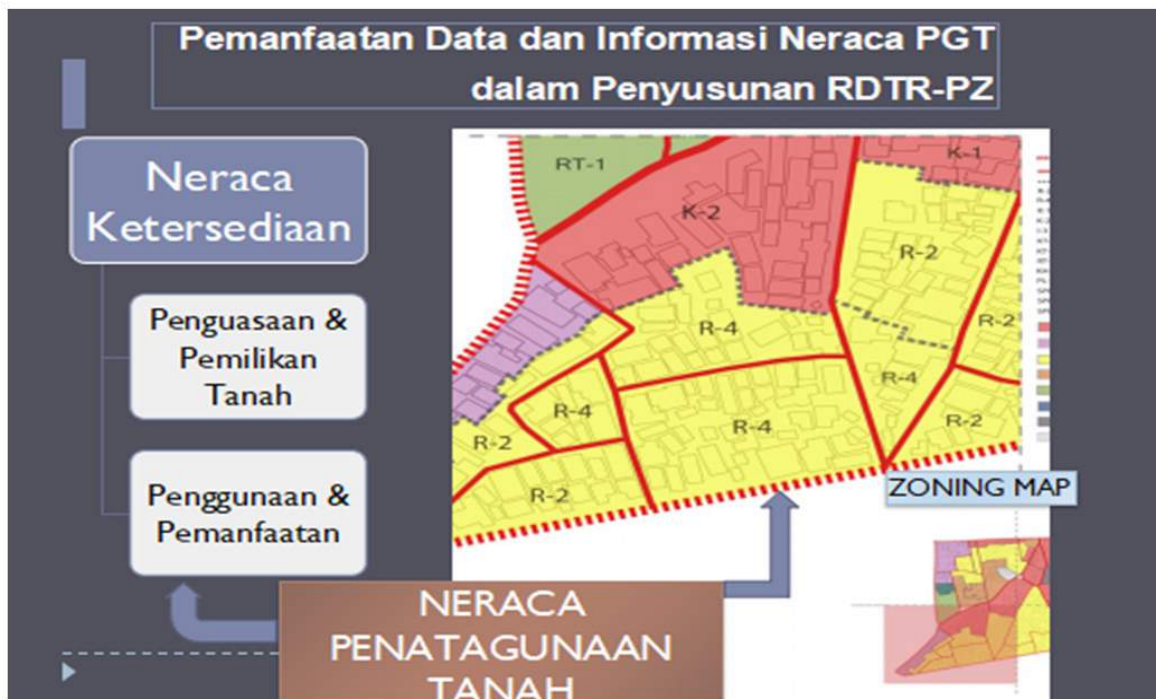 Pemanfaatan Data dan Informasi Neraca PGT
dalam Penyusunan RDTR-PZ
Neraca
Ketersediaan
Penguasaan &
Pemilikan
Tanah
Penggunaan &
Pemanfaatan
RT-1
K-1
K-2
R-2
R-4
R-2
R-4
R-4
R-2
R-4
R-2
R-2
ZONING MAP
NERACA
PENATAGUNAAN
TANAH